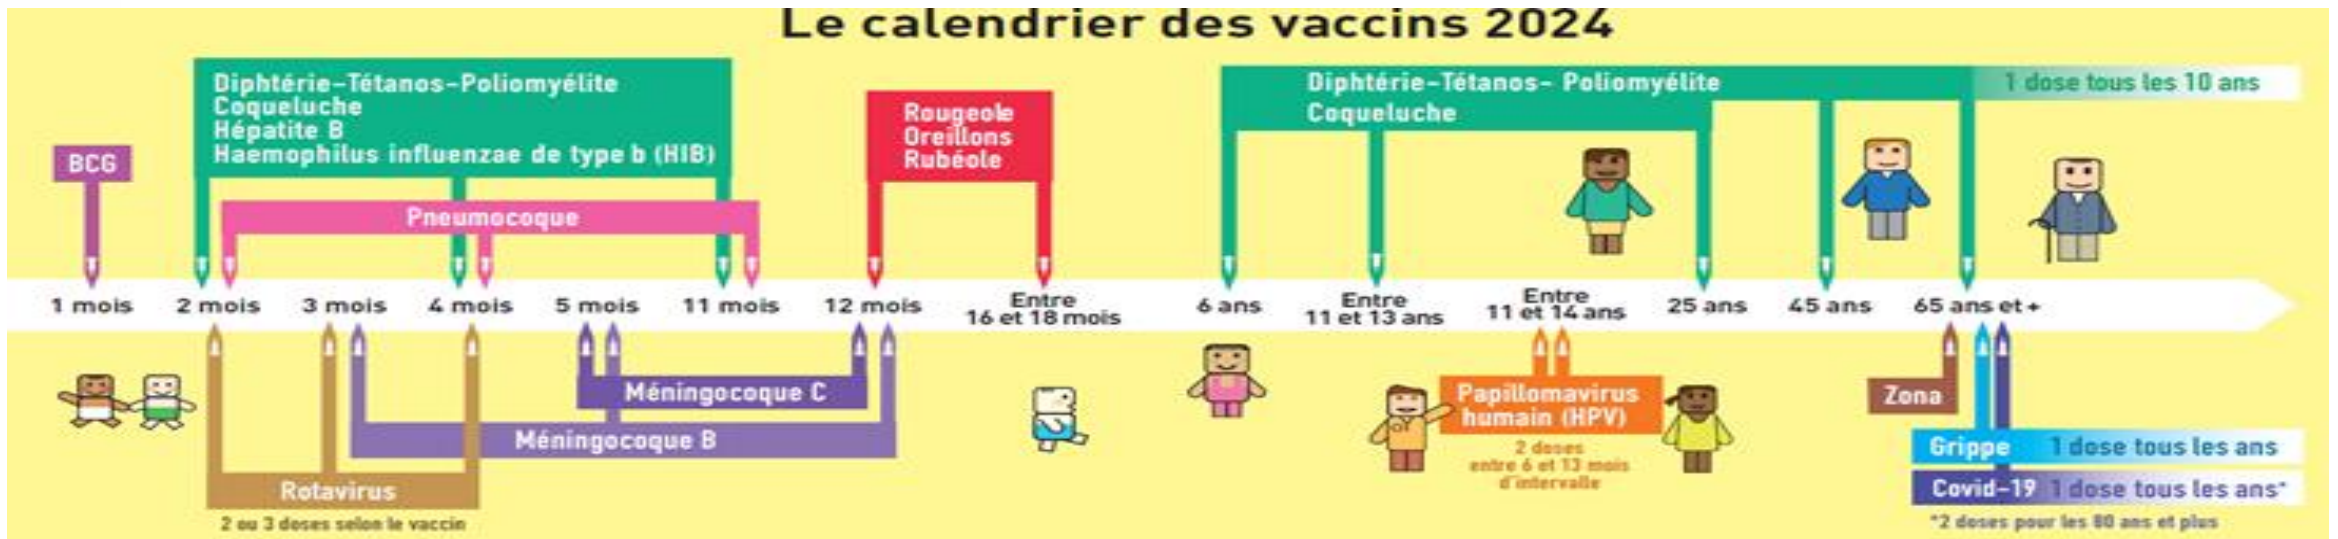 Le calendrier des vaccins 2024
BCG
Diphtérie-Tétanos-Poliomyélite
Coqueluche
Hépatite B
Haemophilus influenzae de type b (HIB)
Pneumocoque
Rougeole
Oreillons
Rubéole
Diphtérie-Tétanos- Poliomyélite
1 dose tous les 10 ans
Coqueluche
1 mois
2 mois
3 mois
4 mois
5 mois
11 mois
12 mois
Entre
16 et 18 mois
6 ans
Entre
11 et 13 ans
Entre
11 et 14 ans
25 ans
45 ans
65 ans et +
Méningocoque C
Méningocoque B
Rotavirus
2 ou 3 doses selon le vaccin
Papillomavirus
humain (HPV)
2 doses
entre 6 et 13 mois
d'intervalle
Zona
Grippe 1 dose tous les ans
Covid-19 1 dose tous les ans*
*2 doses pour les 80 ans et plus